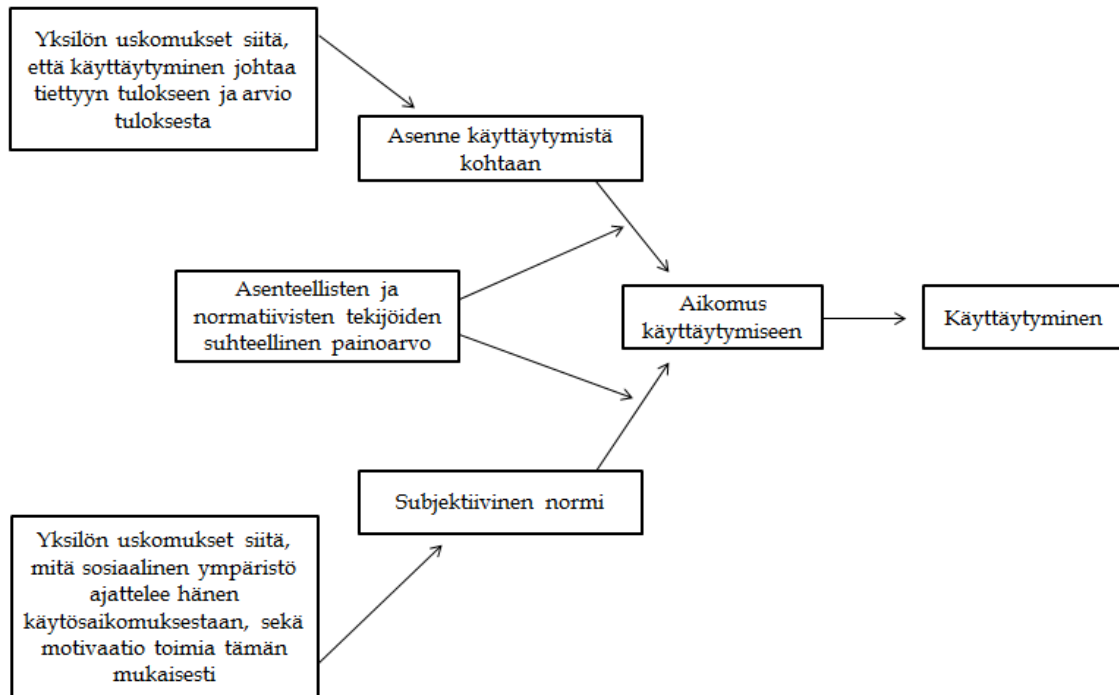 Yksilön uskomukset siitä,
että käyttäytyminen johtaa
tiettyyn tulokseen ja arvio
tuloksesta
Asenne käyttäytymistä
kohtaan
Asenteellisten ja
normatiivisten tekijöiden
suhteellinen painoarvo
Aikomus
käyttäytymiseen
Käyttäytyminen
Subjektiivinen normi
Yksilön uskomukset siitä,
mitä sosiaalinen ympäristö
ajattelee hänen
käytösaikomuksestaan, sekä
motivaatio toimia tämän
mukaisesti